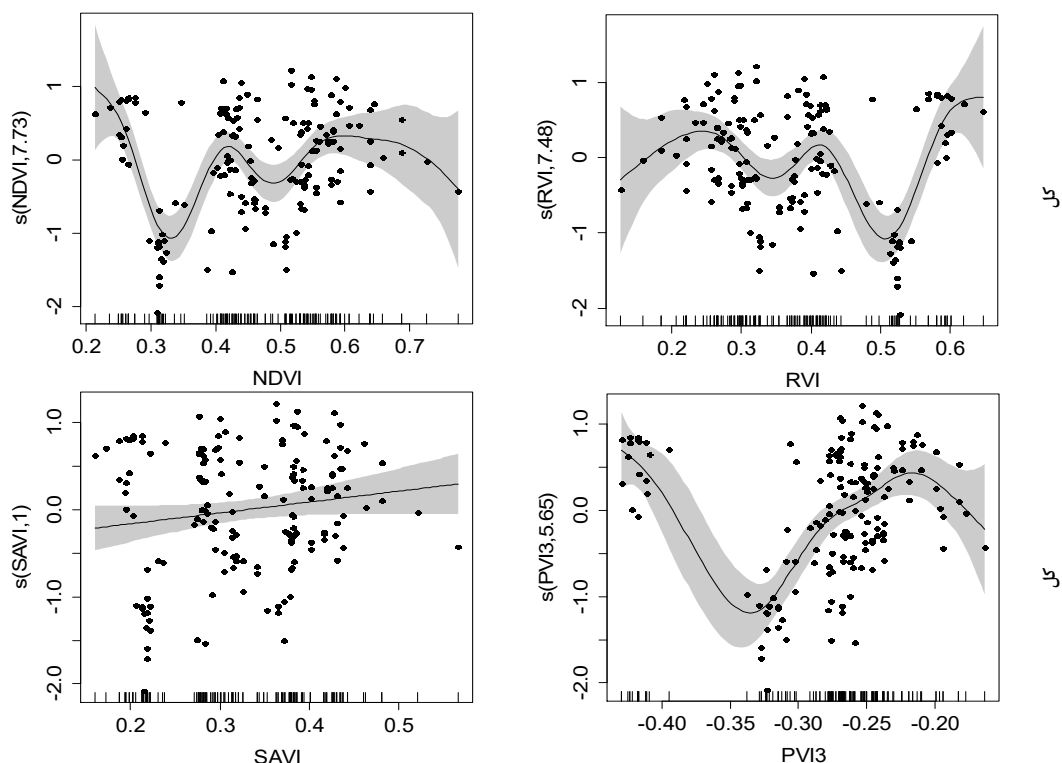 s(NDVI,7.73)
1
0
-1
-2
0.2 0.3 0.4 0.5 0.6 0.7
NDVI
s(RVI,7.48)
1
0
-1
-2
0.2 0.3 0.4 0.5 0.6
RVI
کل
s(SAVI,1)
1.0
0.0
-1.0
-2.0
0.2 0.3 0.4 0.5
SAVI
s(PVI3,5.65)
1.0
0.0
-1.0
-2.0
-0.40 -0.35 -0.30 -0.25 -0.20
PVI3
کل